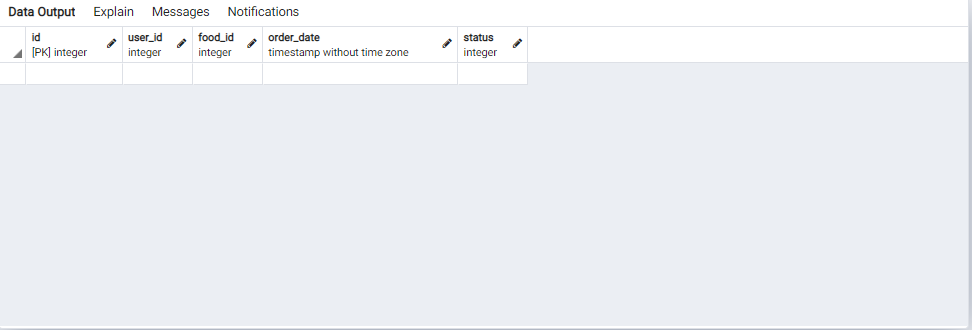 Data Output Explain Messages Notifications
id user_id food_id order_date status
[PK] integer integer integer timestamp without time zone integer